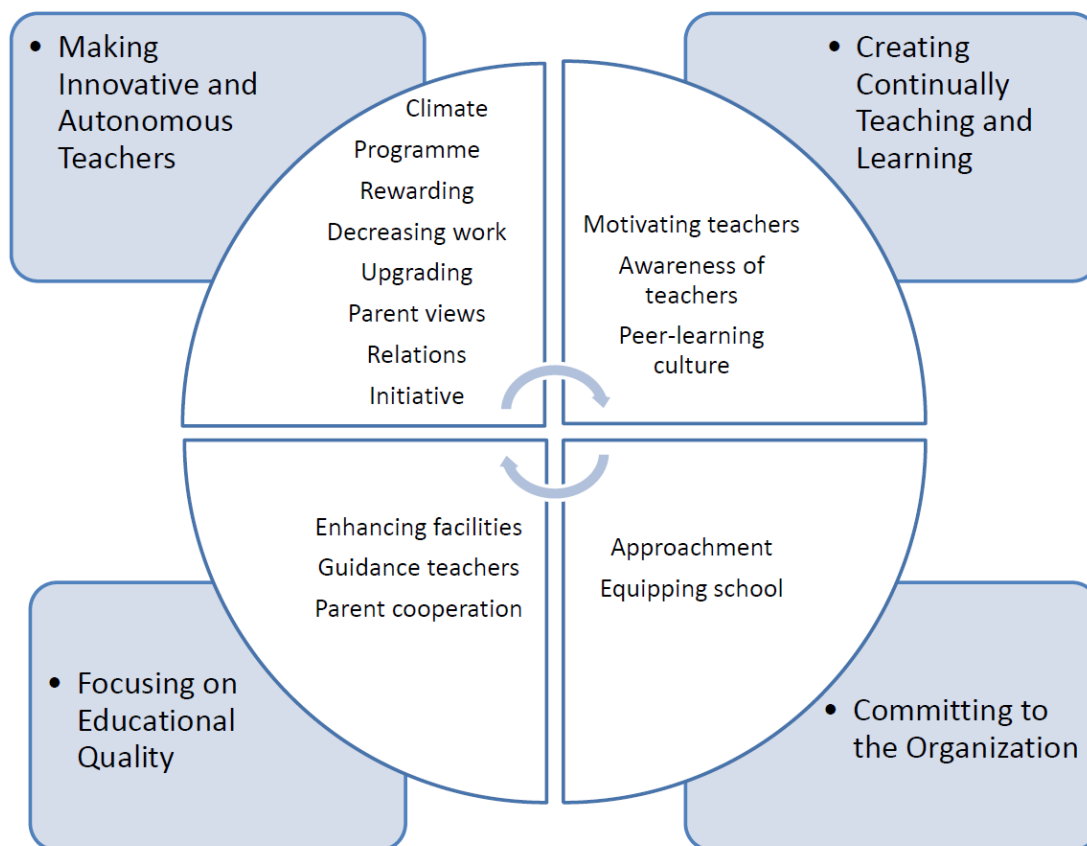 • Making
Innovative and
Autonomous
Teachers
• Creating
Continually
Teaching and
Learning
Climate
Programme
Rewarding
Decreasing work
Upgrading
Parent views
Relations
Initiative
Motivating teachers
Awareness of
teachers
Peer-learning
culture
Enhancing facilities
Guidance teachers
Parent cooperation
Approachment
Equipping school
• Focusing on
Educational
Quality
• Committing to
the Organization